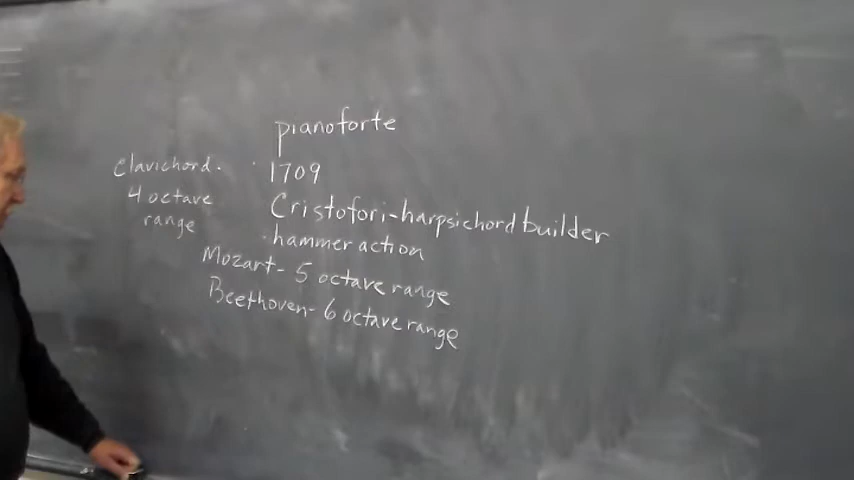 pianoforte
clavichord.
4 octave
range
1709
Cristofori-harpsichord builder
hammer action
Mozart- 5 octave range
Beethoven- 6 octave range